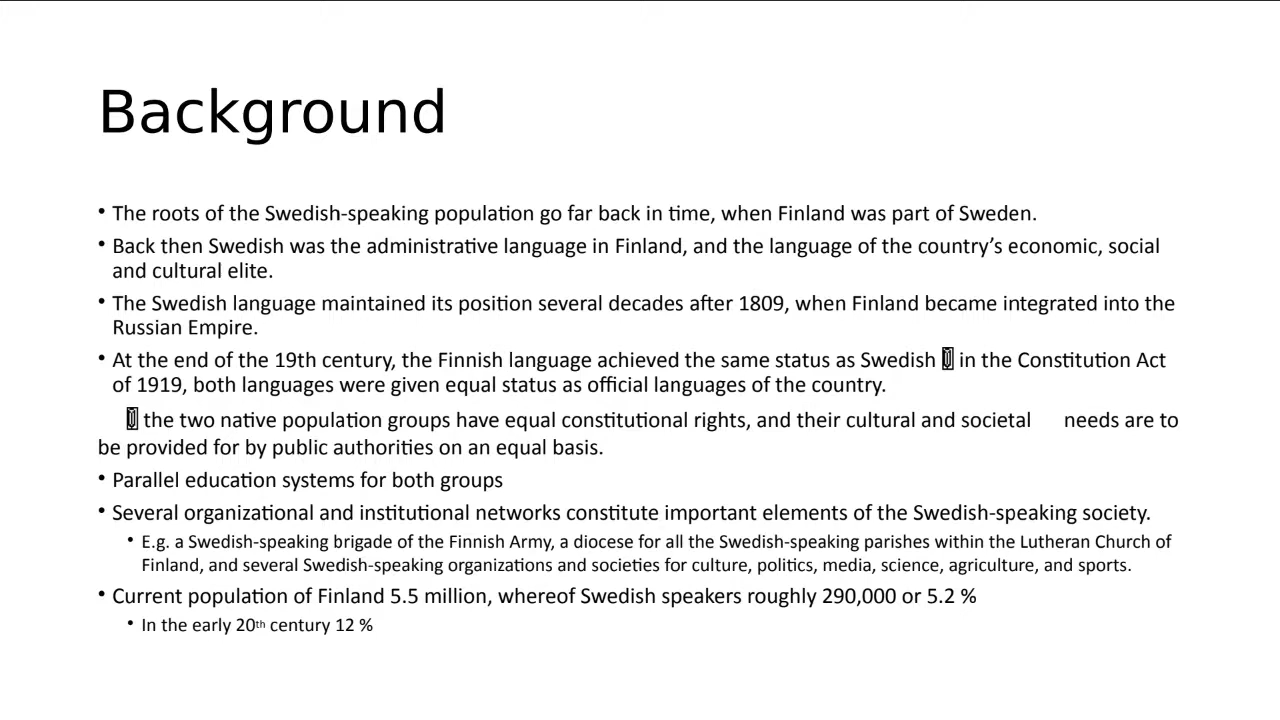 Background
• The roots of the Swedish-speaking population go far back in time, when Finland was part of Sweden.
• Back then Swedish was the administrative language in Finland, and the language of the country’s economic, social
and cultural elite.
• The Swedish language maintained its position several decades after 1809, when Finland became integrated into the
Russian Empire.
• At the end of the 19th century, the Finnish language achieved the same status as Swedish in the Constitution Act
of 1919, both languages were given equal status as official languages of the country.
the two native population groups have equal constitutional rights, and their cultural and societal needs are to
be provided for by public authorities on an equal basis.
• Parallel education systems for both groups
• Several organizational and institutional networks constitute important elements of the Swedish-speaking society.
• E.g. a Swedish-speaking brigade of the Finnish Army, a diocese for all the Swedish-speaking parishes within the Lutheran Church of
Finland, and several Swedish-speaking organizations and societies for culture, politics, media, science, agriculture, and sports.
• Current population of Finland 5.5 million, whereof Swedish speakers roughly 290,000 or 5.2 %
• In the early 20th century 12 %